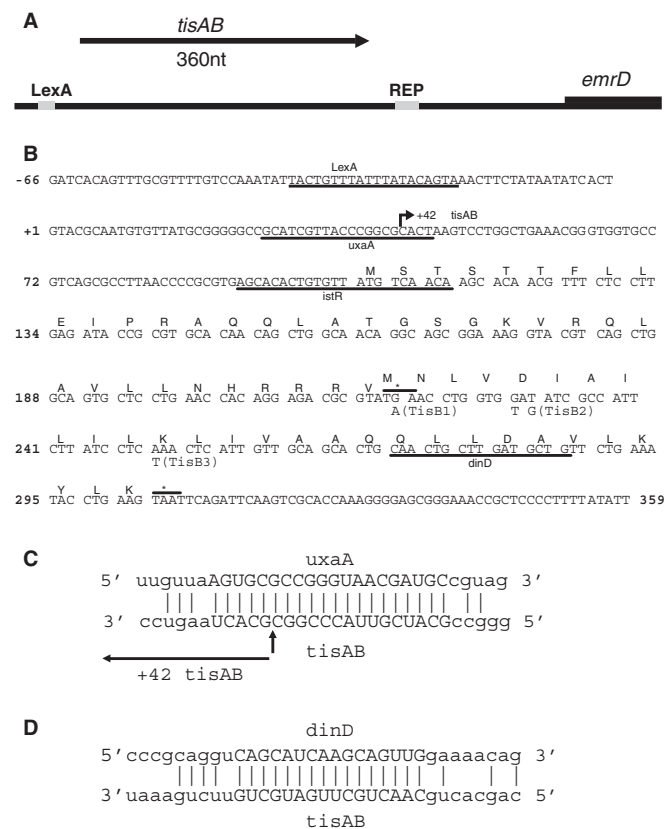 A
tisAB
360nt
LexA
REP
emrD
B
LexA
-66 GATCACAGTTTGCGTTTTGTCCAAATATTACTGTTTATTTATACAGTAAACTTCTATAATATCACT
+42 tisAB
+1 GTACGCAATGTGTTATGCGGGGGCCGCATCGTTACCCGGCGCACTAAGTCCTGGCTGAAACGGGTGGTGCC
uxaA
M S T S T T F L L
72 GTCAGCGCCTTAACCCCGCGTGAGCACACTGTGTT ATG TCAACA AGC ACA ACG TTT CTC CTT
istR
E I P R A Q Q L A T G S G K V R Q L
134 GAG ATA CCG CGT GCA CAA CAG CTG GCA ACA GGC AGC GGA AAG GTA CGT CAG CTG
A V L L N H R R R V M * N L V D I A I
188 GCA GTG CTC CTG AAC CAC AGG AGA CGC GTATGA ACC CTG GTG GAT ATC GCC ATT
A(TisB1) T G(TisB2)
L I L K L I V A A Q Q L L D A V L K
241 CTT ATC CTC AAA CTC ATT GTT GCA GCA CTG CAA CTG CTT GAT GCT GTT CTG AAA
T(TisB3)
dinD
Y L K *
295 TAC CTG AAG TAATTCAGATTCAAGTCGCACCAAAGGGGAGCGGGAAACCGCTCCCCTTTTATATT 359
C
uxaA
5′ uuguuaAGUGCGCCGGGUAACGAUGCcguag 3′
3′ ccugaaUCACGCGGCCCAUUGCUACGccggg 5′
tisAB
+42 tisAB
D
dinD
5′cccgcagguCAGCAUCAAGCAGUUGgaaaacag 3′
3′uaaagucuuGUCGUAGUUCGUCAACgucacgac 5′
tisAB